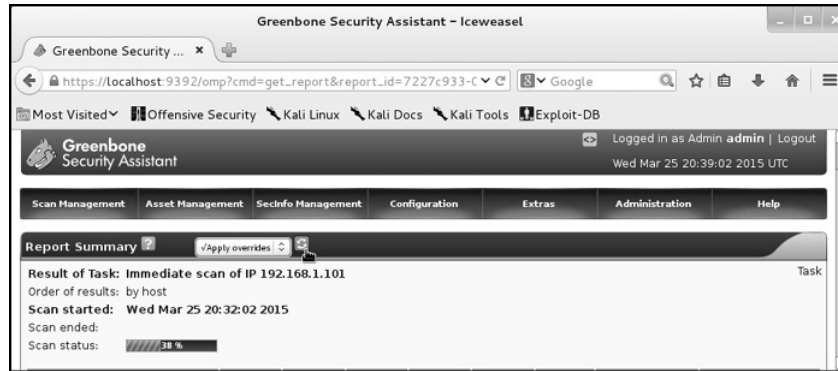 Greenbone Security Assistant - Iceweasel
Greenbone Security ...
https://localhost:9392/omp?cmd=get_report&report_id=7227c933-C
Google
Most Visited Offensive Security Kali Linux Kali Docs Kali Tools Exploit-DB
Greenbone
Security Assistant
Logged in as Admin admin | Logout
Wed Mar 25 20:39:02 2015 UTC
Scan Management Asset Management SecInfo Management Configuration Extras Administration Help
Report Summary ? √Apply overrides
Result of Task: Immediate scan of IP 192.168.1.101 Task
Order of results: by host
Scan started: Wed Mar 25 20:32:02 2015
Scan ended:
Scan status: 38 %